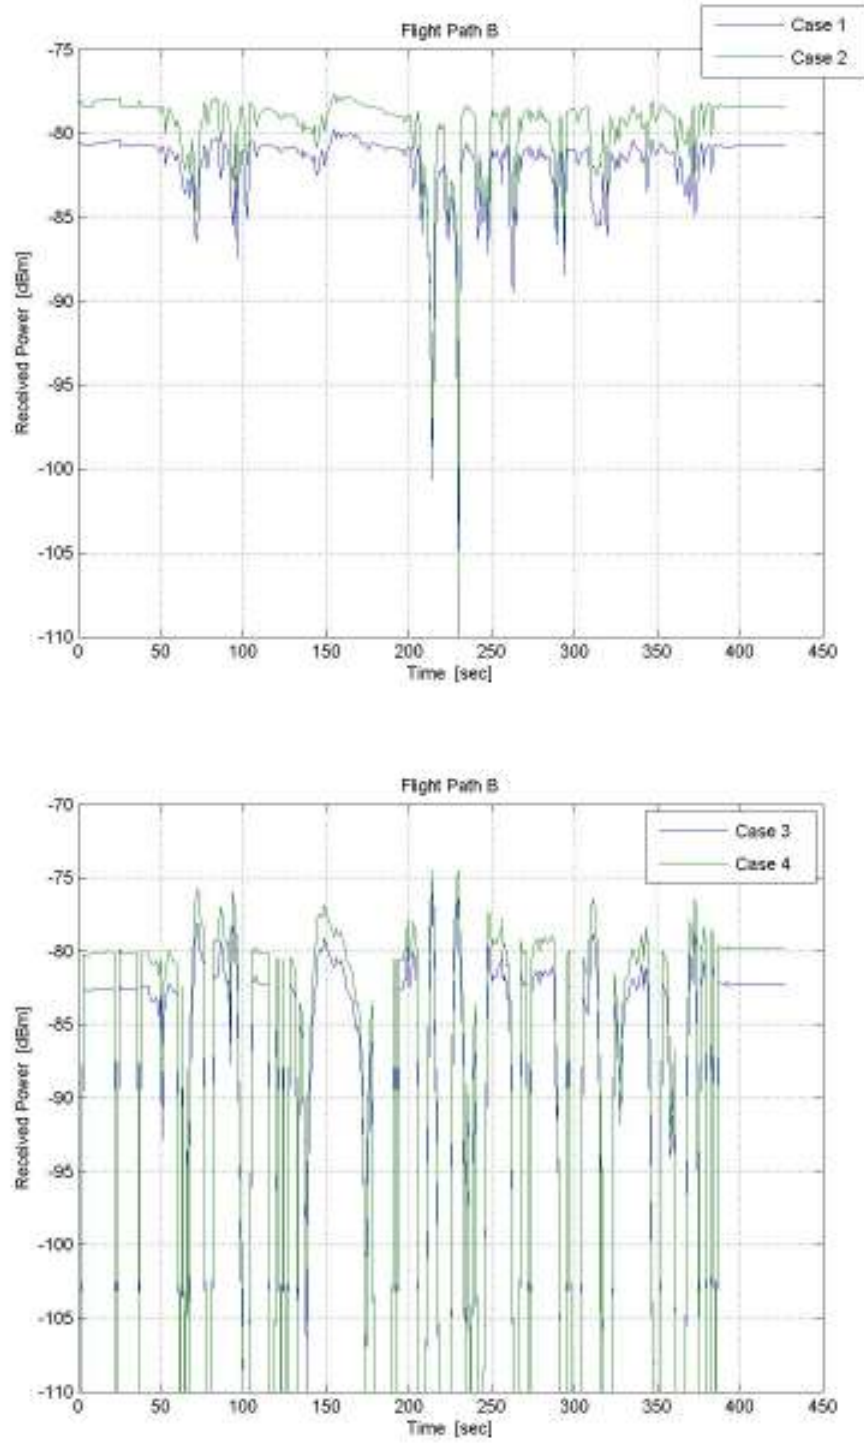 Flight Path B
Case 1
Case 2
Received Power [dBm]
-75
-80
-85
-90
-95
-100
-105
-110
0 50 100 150 200 250 300 350 400 450
Time [sec]
Flight Path B
Case 3
Case 4
Received Power [dBm]
-70
-75
-80
-85
-90
-95
-100
-105
-110
0 50 100 150 200 250 300 350 400 450
Time [sec]